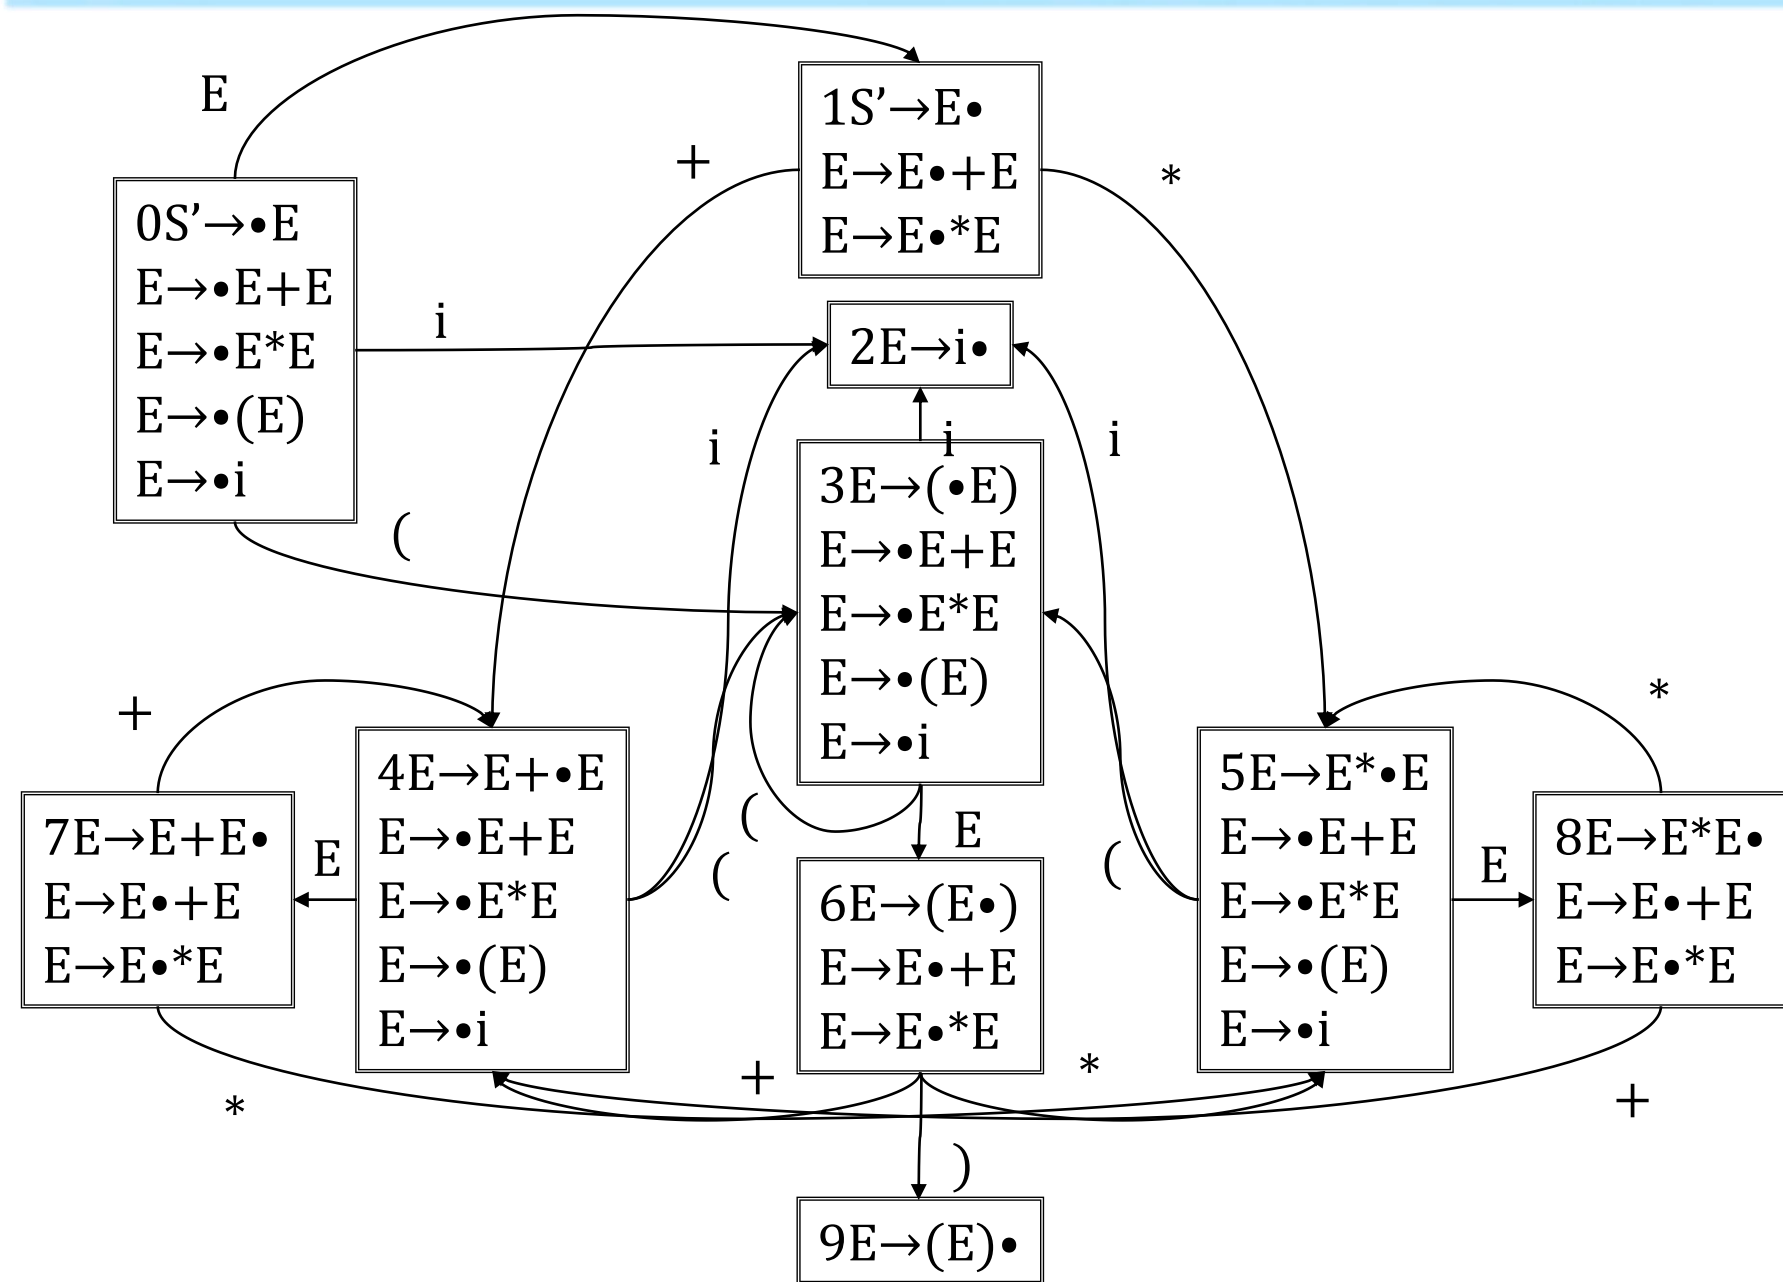 E
1S’→E•
E→E•+E
E→E•*E
+
*
0S’→•E
E→•E+E
E→•E*E
E→•(E)
E→•i
i
2E→i•
i
i
i
(
3E→(•E)
E→•E+E
E→•E*E
E→•(E)
E→•i
+
*
4E→E+•E
E→•E+E
E→•E*E
E→•(E)
E→•i
5E→E*•E
E→•E+E
E→•E*E
E→•(E)
E→•i
7E→E+E•
E→E•+E
E→E•*E
E
(
(
E
(
E
8E→E*E•
E→E•+E
E→E•*E
6E→(E•)
E→E•+E
E→E•*E
*
+
*
+
)
9E→(E)•